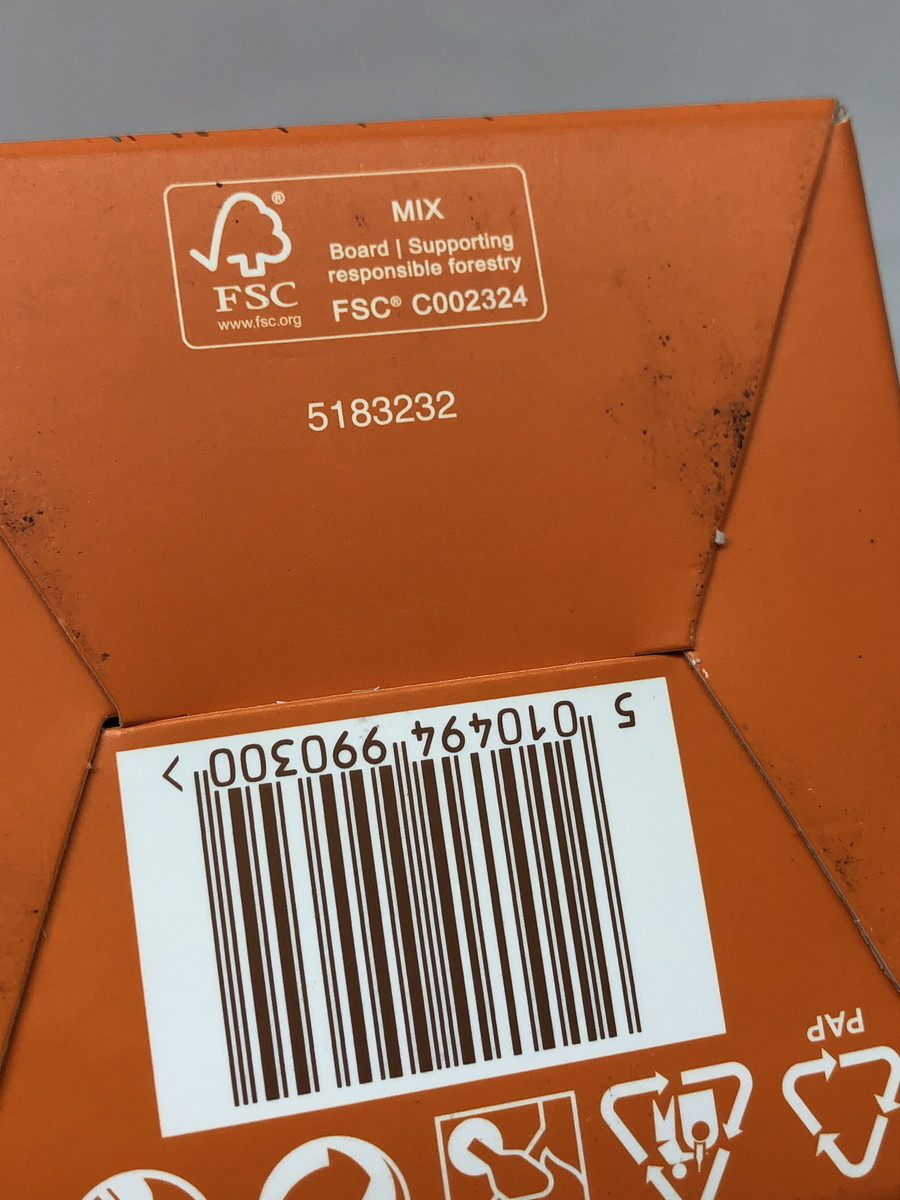 MIX
Board | Supporting
responsible forestry
FSC® C002324
FSC
www.fsc.org
5183232
5 010494 990300 >
PAP